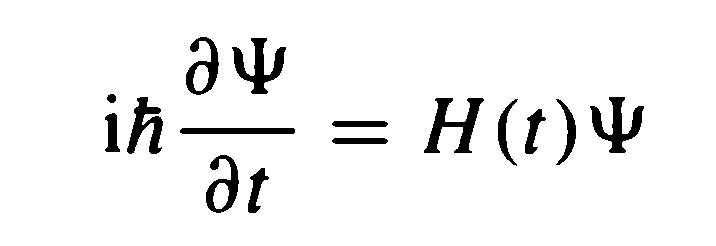 iℏ ∂Ψ/∂t = H(t)Ψ